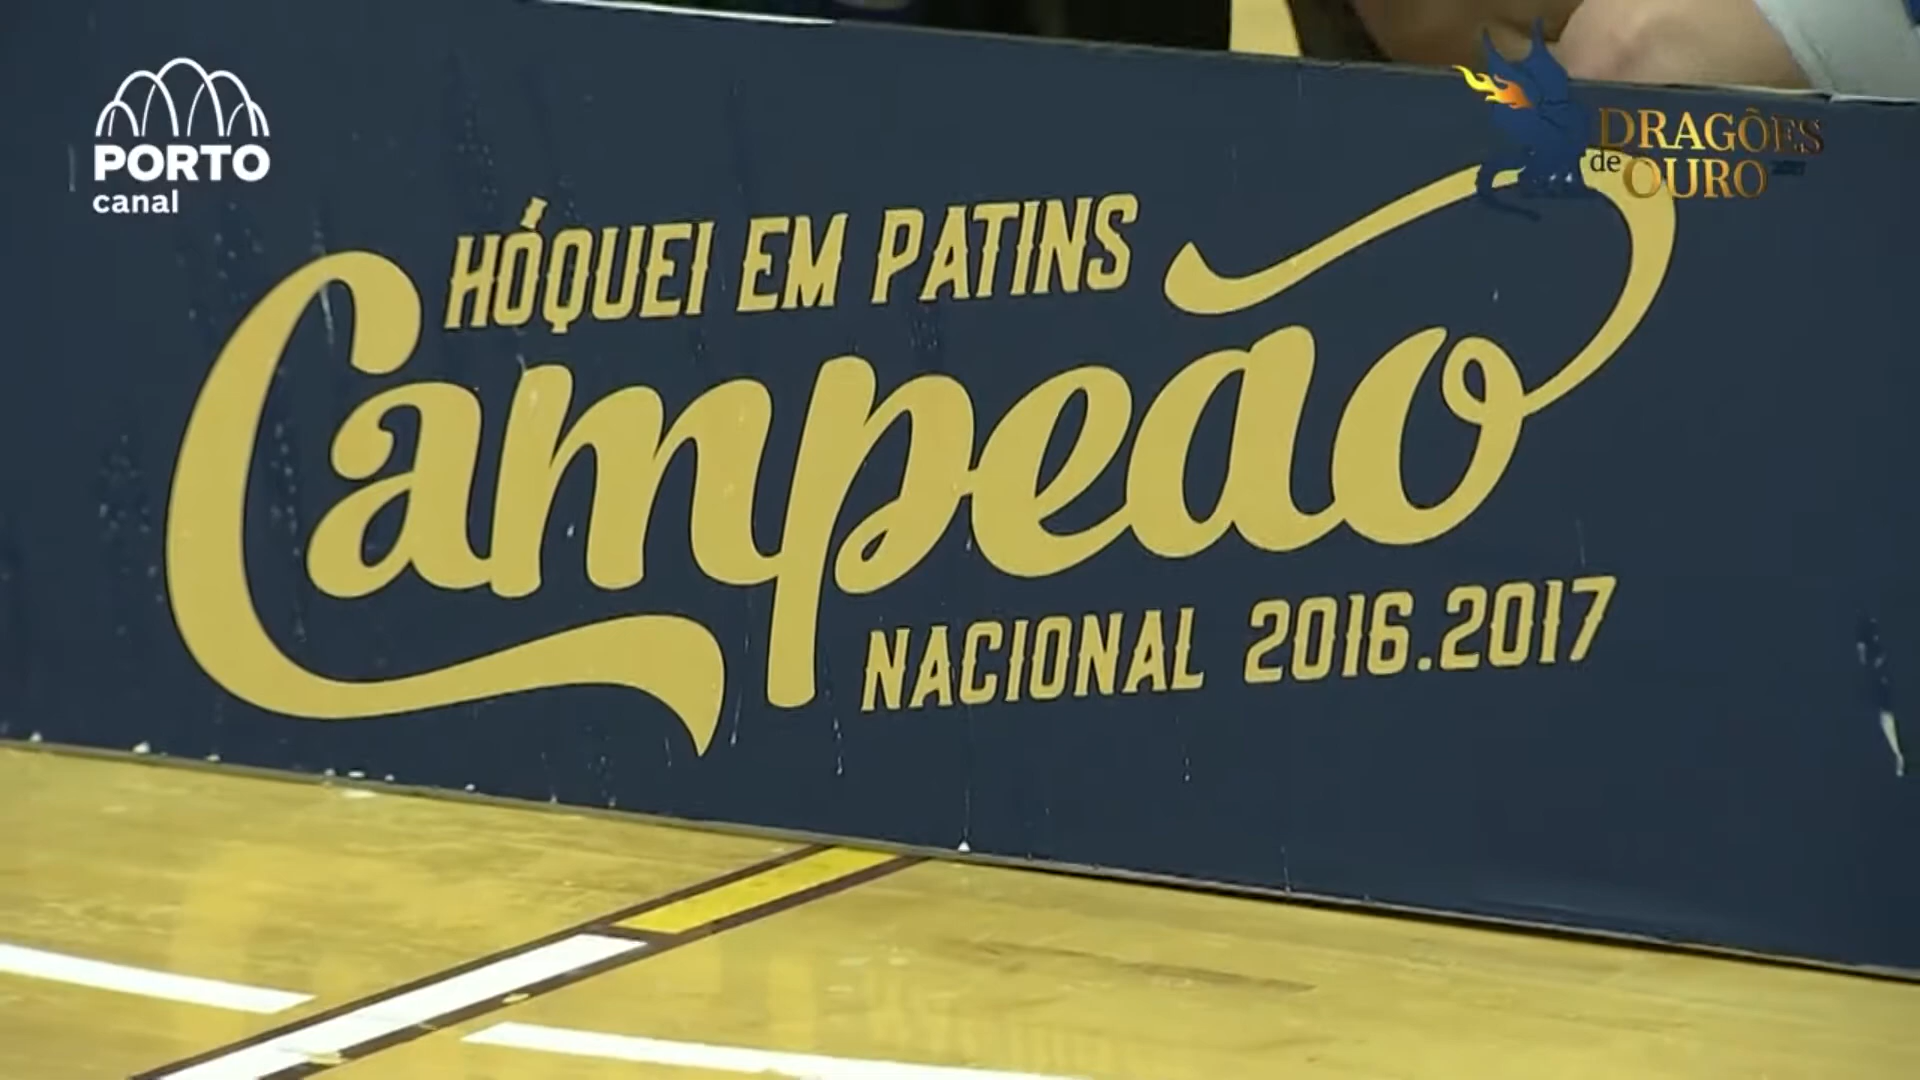 PORTO
canal
DRAGÕES
de OURO
HÓQUEI EM PATINS
Campeão
NACIONAL 2016.2017